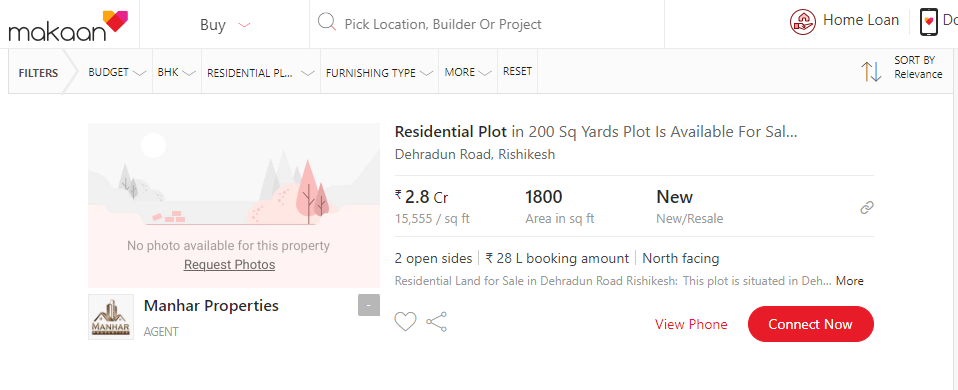 makaan
Buy
Pick Location, Builder Or Project
Home Loan
Do
FILTERS
BUDGET
BHK
RESIDENTIAL PL...
FURNISHING TYPE
MORE
RESET
SORT BY
Relevance
No photo available for this property
Request Photos
MANHAR
PROPERTIES
Manhar Properties
-
AGENT
Residential Plot in 200 Sq Yards Plot Is Available For Sal...
Dehradun Road, Rishikesh
₹ 2.8 Cr
15,555 / sq ft
1800
Area in sq ft
New
New/Resale
2 open sides
₹ 28 L booking amount
North facing
Residential Land for Sale in Dehradun Road Rishikesh: This plot is situated in Deh... More
View Phone
Connect Now